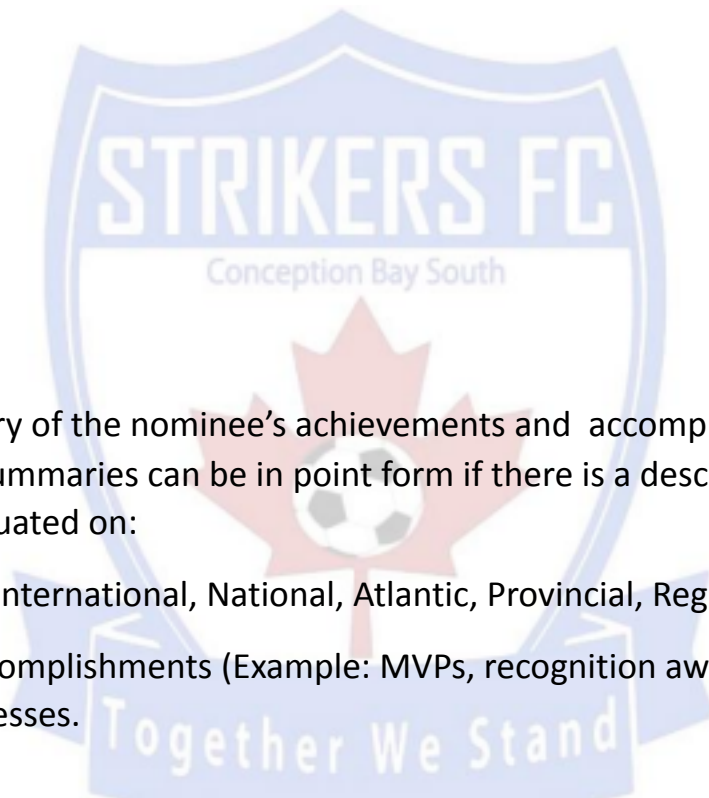 STRIKERS FC
Conception Bay South
ry of the nominee’s achievements and accomp
ummaries can be in point form if there is a desc
uated on:
nternational, National, Atlantic, Provincial, Reg
omplishments (Example: MVPs, recognition aw
esses.
Together We Stand